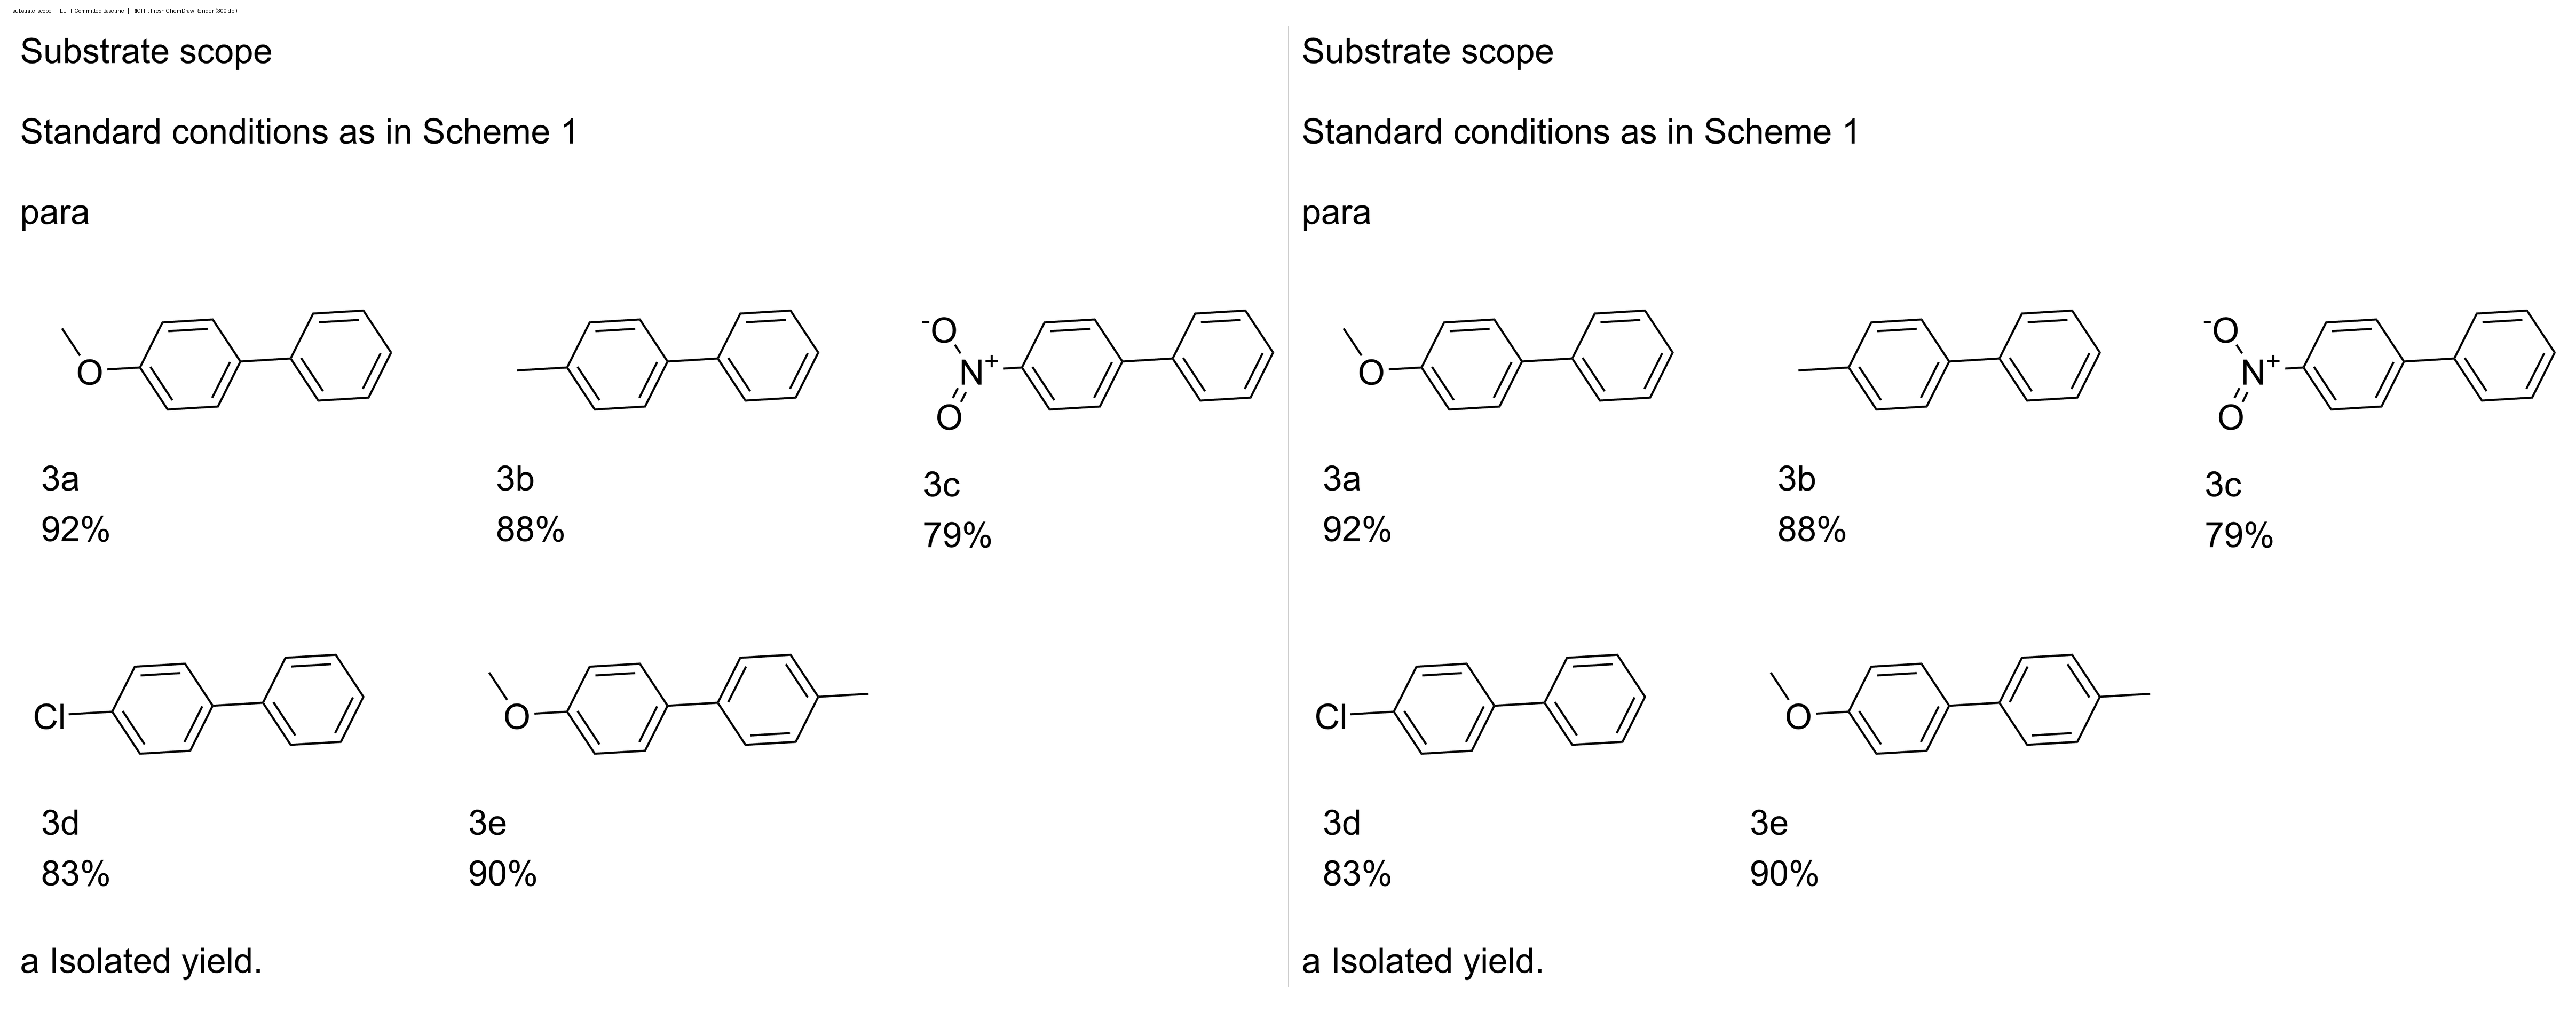 substrate_scope | LEFT: Committed Baseline | RIGHT: Fresh ChemDraw Render (300 dpi)
Substrate scope
Standard conditions as in Scheme 1
para
O
-O
N+
O
3a
3b
3c
92%
88%
79%
Cl
O
3d
3e
83%
90%
a Isolated yield.
Substrate scope
Standard conditions as in Scheme 1
para
O
-O
N+
O
3a
3b
3c
92%
88%
79%
Cl
O
3d
3e
83%
90%
a Isolated yield.